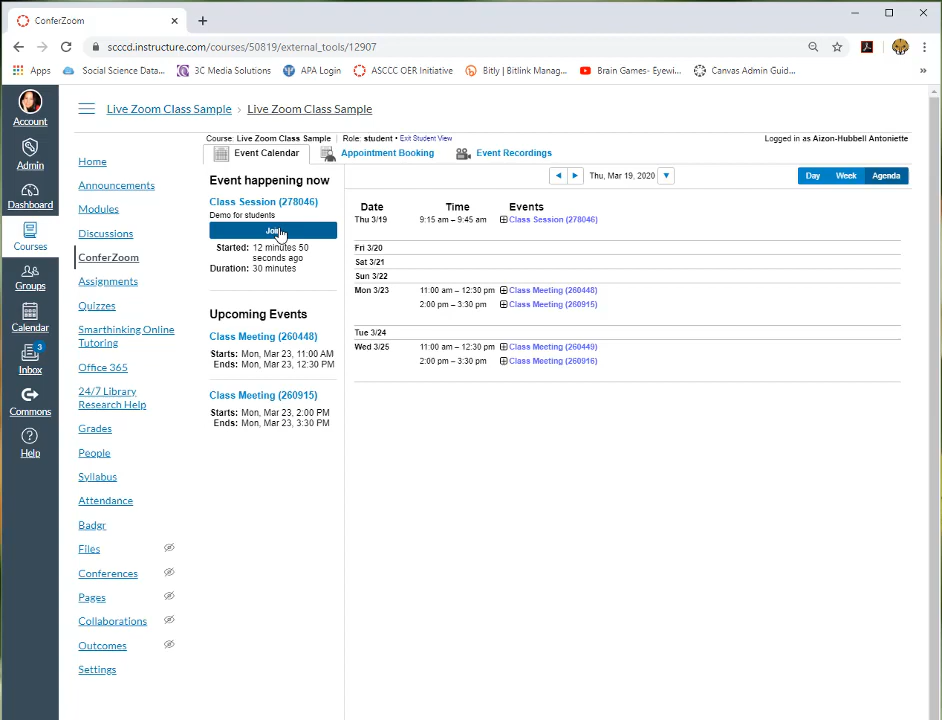 ConferZoom
scccd.instructure.com/courses/50819/external_tools/12907
Apps
Social Science Data...
3C Media Solutions
APA Login
ASCCC OER Initiative
Bitly | Bitlink Manag...
Brain Games- Eyewi...
Canvas Admin Guid...
»
Account
Admin
Dashboard
Courses
Groups
Calendar
3
Inbox
Commons
Help
Live Zoom Class Sample > Live Zoom Class Sample
Home
Announcements
Modules
Discussions
ConferZoom
Assignments
Quizzes
Smarthinking Online
Tutoring
Office 365
24/7 Library
Research Help
Grades
People
Syllabus
Attendance
Badgr
Files
Conferences
Pages
Collaborations
Outcomes
Settings
Course: Live Zoom Class Sample | Role: student • Exit Student View
Logged in as Aizon-Hubbell Antoniette
Event Calendar
Appointment Booking
Event Recordings
Event happening now
Class Session (278046)
Demo for students
Join
Started: 12 minutes 50
seconds ago
Duration: 30 minutes
Upcoming Events
Class Meeting (260448)
Starts: Mon, Mar 23, 11:00 AM
Ends: Mon, Mar 23, 12:30 PM
Class Meeting (260915)
Starts: Mon, Mar 23, 2:00 PM
Ends: Mon, Mar 23, 3:30 PM
Thu, Mar 19, 2020
Day Week Agenda
Date Time Events
Thu 3/19 9:15 am – 9:45 am Class Session (278046)
Fri 3/20
Sat 3/21
Sun 3/22
Mon 3/23 11:00 am – 12:30 pm Class Meeting (260448)
2:00 pm – 3:30 pm Class Meeting (260915)
Tue 3/24
Wed 3/25 11:00 am – 12:30 pm Class Meeting (260449)
2:00 pm – 3:30 pm Class Meeting (260916)